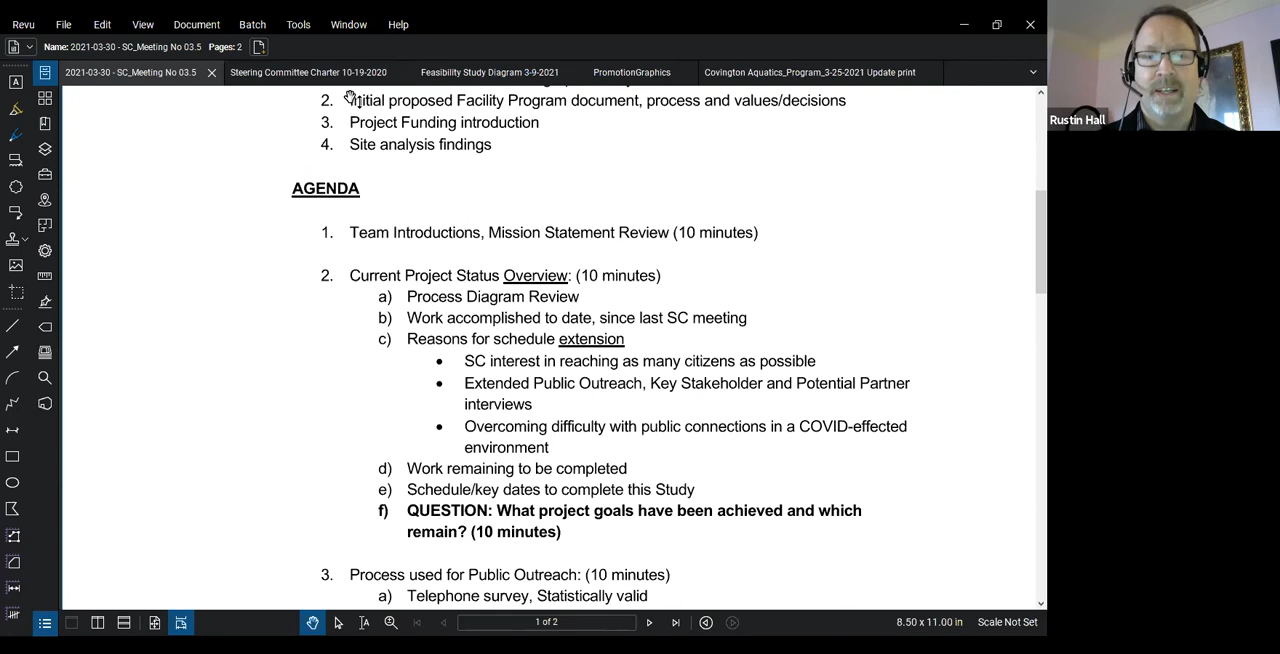 Revu File Edit View Document Batch Tools Window Help
Name: 2021-03-30 - SC_Meeting No 03.5 Pages: 2
2021-03-30 - SC_Meeting No 03.5 Steering Committee Charter 10-19-2020 Feasibility Study Diagram 3-9-2021 PromotionGraphics Covington Aquatics_Program_3-25-2021 Update print
2. Initial proposed Facility Program document, process and values/decisions
3. Project Funding introduction
4. Site analysis findings
Rustin Hall
AGENDA
1. Team Introductions, Mission Statement Review (10 minutes)
2. Current Project Status Overview: (10 minutes)
a) Process Diagram Review
b) Work accomplished to date, since last SC meeting
c) Reasons for schedule extension
• SC interest in reaching as many citizens as possible
• Extended Public Outreach, Key Stakeholder and Potential Partner
interviews
• Overcoming difficulty with public connections in a COVID-effected
environment
d) Work remaining to be completed
e) Schedule/key dates to complete this Study
f) QUESTION: What project goals have been achieved and which
remain? (10 minutes)
3. Process used for Public Outreach: (10 minutes)
a) Telephone survey, Statistically valid
1 of 2 8.50 x 11.00 in Scale Not Set